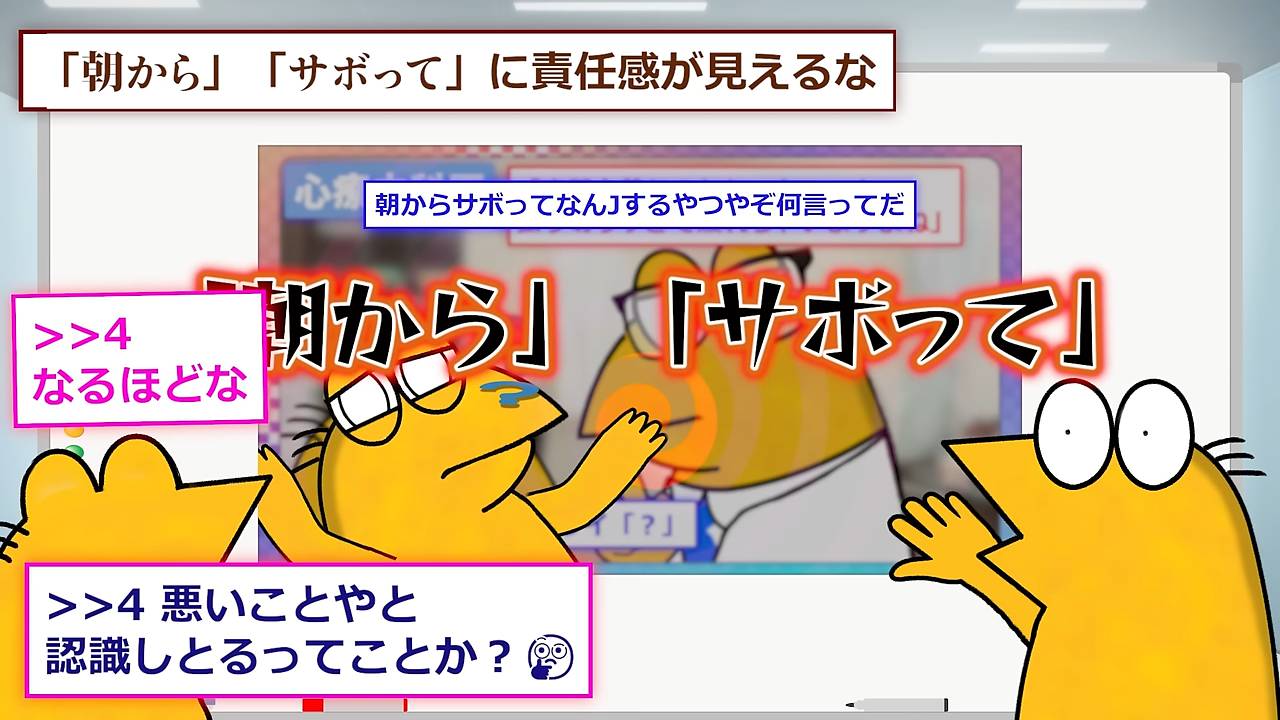 「朝から」「サボって」に責任感が見えるな
心療
朝からサボってなんJするやつやぞ何言ってだ
「朝から」「サボって」
>>4
なるほどな
?
「?」
>>4 悪いことやと
認識しとるってことか?